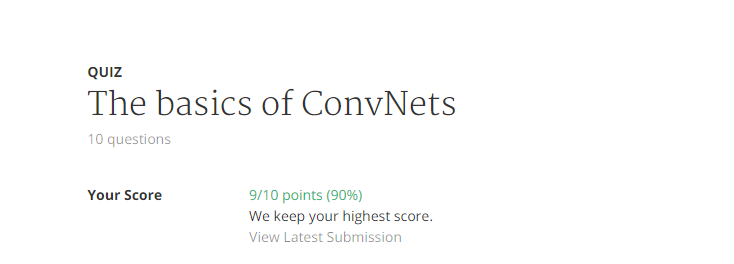 QUIZ
The basics of ConvNets
10 questions
Your Score
9/10 points (90%)
We keep your highest score.
View Latest Submission